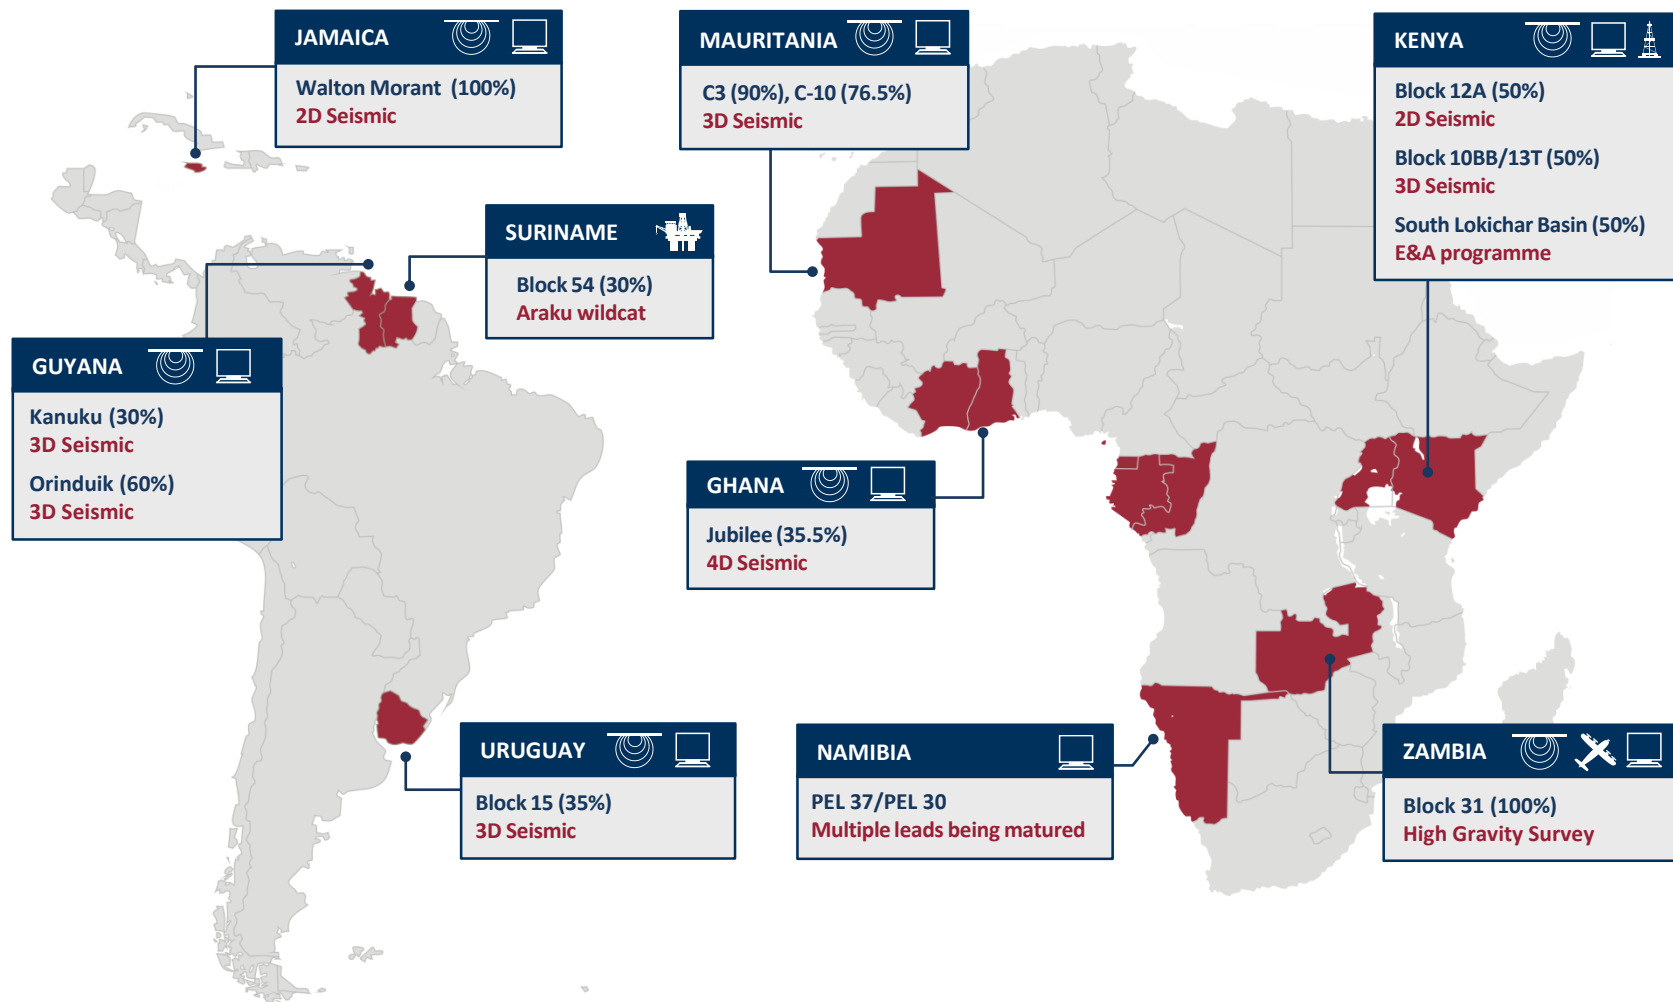 JAMAICA
Walton Morant (100%)
2D Seismic
MAURITANIA
C3 (90%), C-10 (76.5%)
3D Seismic
KENYA
Block 12A (50%)
2D Seismic
Block 10BB/13T (50%)
3D Seismic
South Lokichar Basin (50%)
E&A programme
SURINAME
Block 54 (30%)
Araku wildcat
GUYANA
Kanuku (30%)
3D Seismic
Orinduik (60%)
3D Seismic
GHANA
Jubilee (35.5%)
4D Seismic
URUGUAY
Block 15 (35%)
3D Seismic
NAMIBIA
PEL 37/PEL 30
Multiple leads being matured
ZAMBIA
Block 31 (100%)
High Gravity Survey